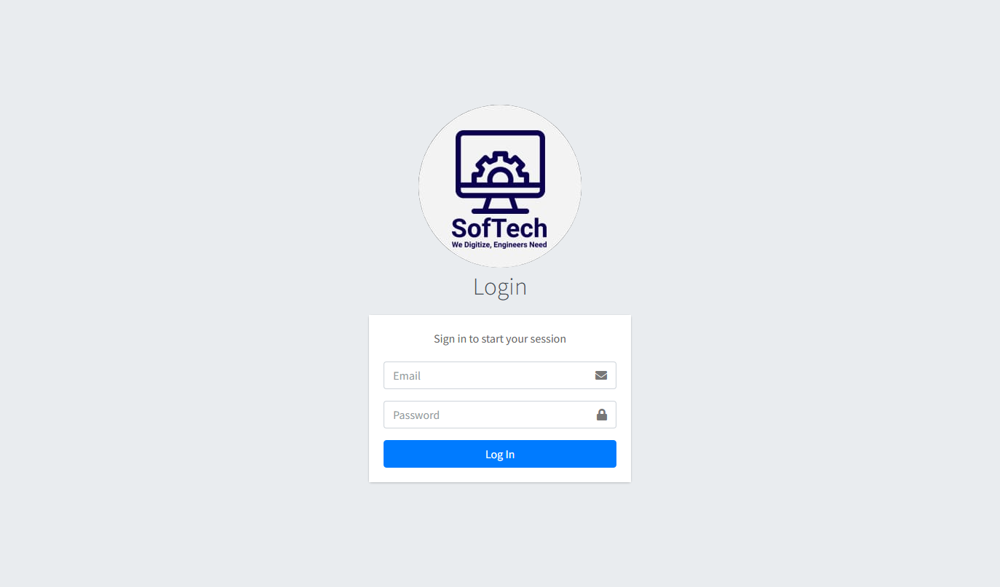 SofTech
We Digitize, Engineers Need
Login
Sign in to start your session
Email
Password
Log In